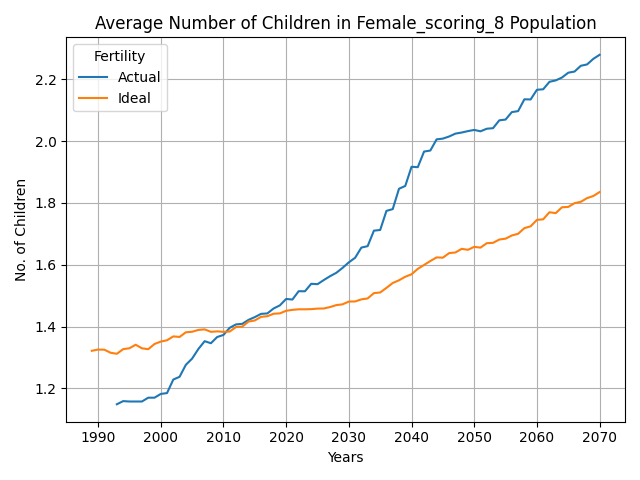 Average Number of Children in Female_scoring_8 Population
Fertility
Actual
Ideal
No. of Children
2.2
2.0
1.8
1.6
1.4
1.2
1990 2000 2010 2020 2030 2040 2050 2060 2070
Years